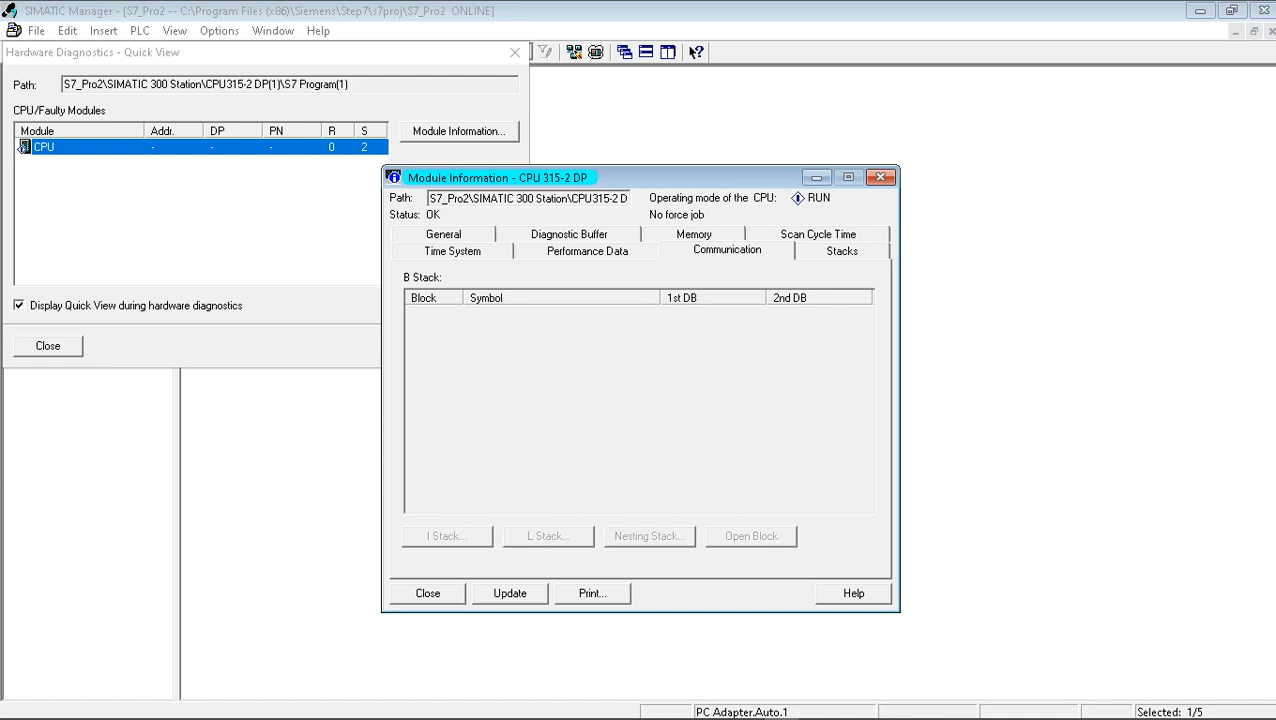 SIMATIC Manager - [S7_Pro2 -- C:\Program Files (x86)\Siemens\Step7\s7proj\S7_Pro2 ONLINE]
File Edit Insert PLC View Options Window Help
Hardware Diagnostics - Quick View
Path: S7_Pro2\SIMATIC 300 Station\CPU315-2 DP(1)\S7 Program(1)
CPU/Faulty Modules
Module Addr. DP PN R S
Module Information...
CPU - - - 0 2
Display Quick View during hardware diagnostics
Close
Module Information - CPU 315-2 DP
Path: S7_Pro2\SIMATIC 300 Station\CPU315-2 D Operating mode of the CPU: RUN
Status: OK No force job
General Diagnostic Buffer Memory Scan Cycle Time
Time System Performance Data Communication Stacks
B Stack:
Block Symbol 1st DB 2nd DB
I Stack... L Stack... Nesting Stack... Open Block
Close Update Print... Help
PC Adapter.Auto.1 Selected: 1/5